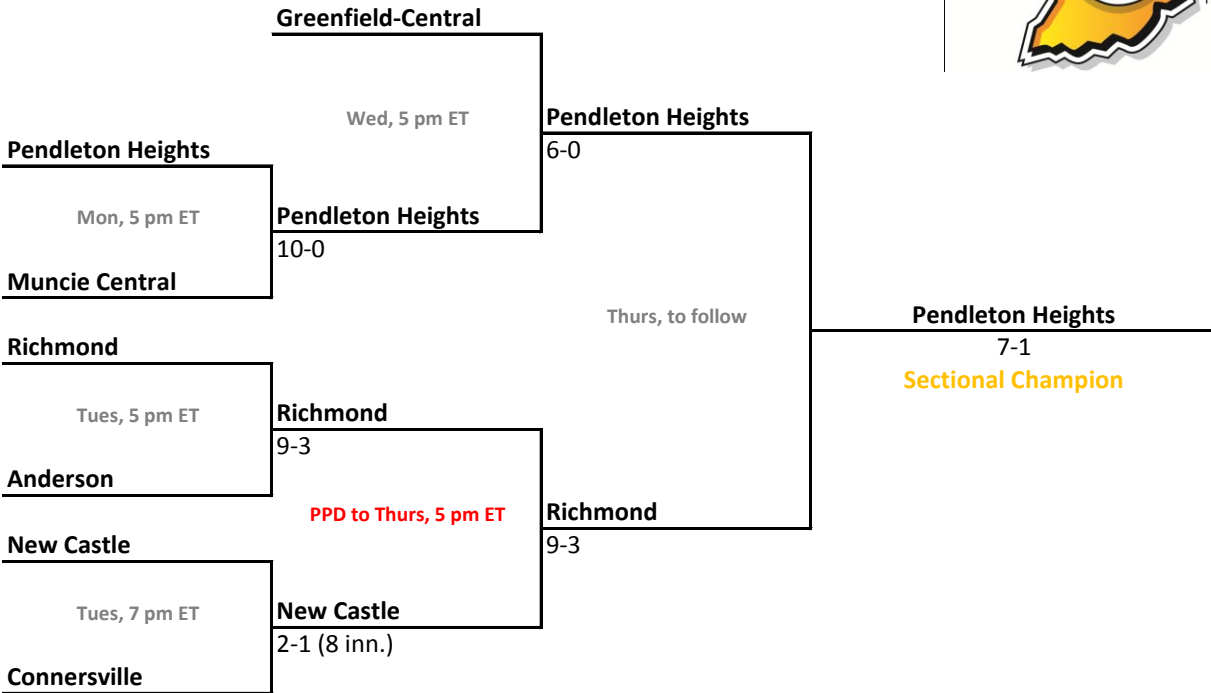 Greenfield-Central
Wed, 5 pm ET
Pendleton Heights
Pendleton Heights
6-0
Mon, 5 pm ET
Pendleton Heights
10-0
Muncie Central
Thurs, to follow
Pendleton Heights
Richmond
7-1
Sectional Champion
Tues, 5 pm ET
Richmond
9-3
Anderson
PPD to Thurs, 5 pm ET
Richmond
New Castle
9-3
Tues, 7 pm ET
New Castle
2-1 (8 inn.)
Connersville